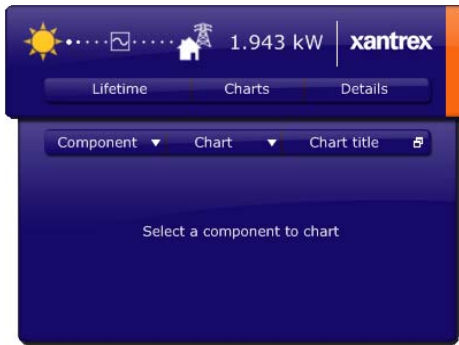 1.943 kW xantrex
Lifetime Charts Details
Component Chart Chart title
Select a component to chart